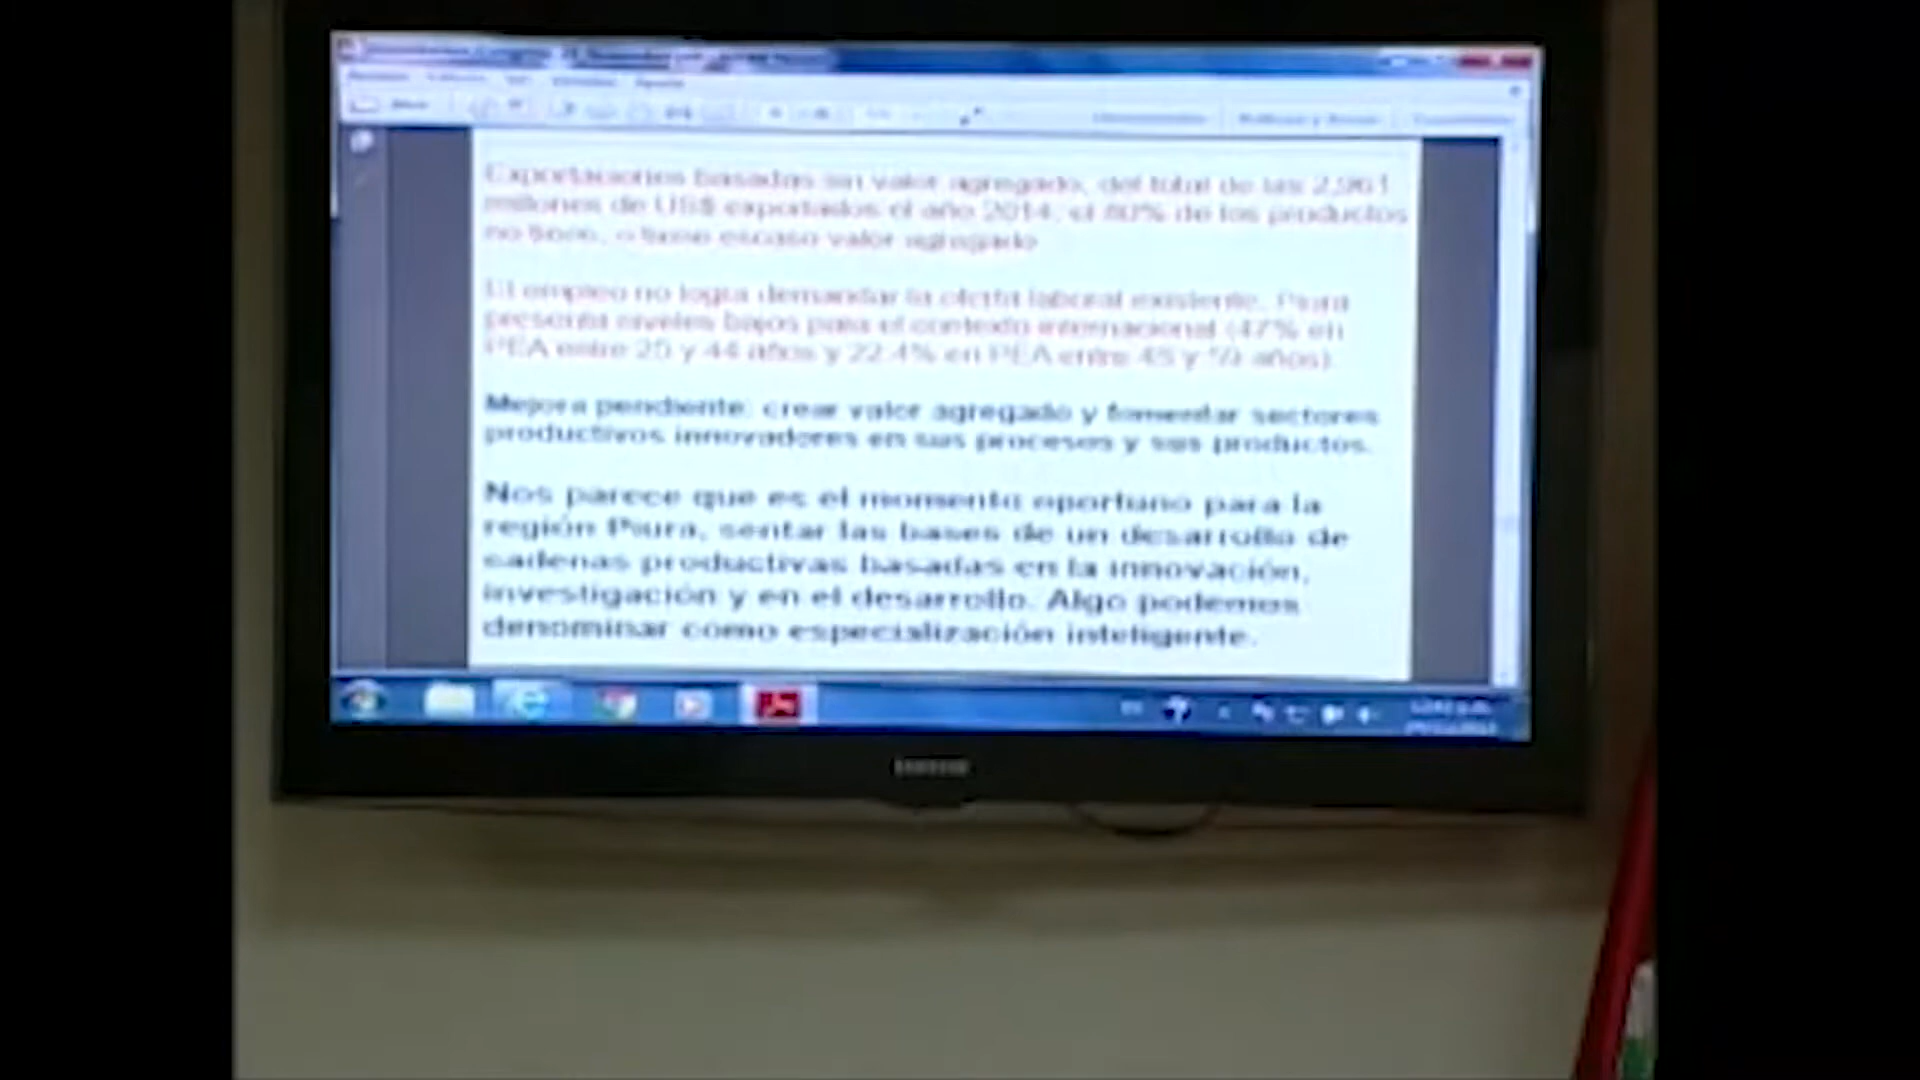 Exportaciones basadas sin valor agregado, del total de las 2,961
millones de US$ exportados el año 2014, el 80% de los productos
no tiene, o tiene escaso valor agregado
El empleo no logra demandar la oferta laboral existente. Piura
presenta niveles bajos para el contexto internacional (47% en
PEA entre 25 y 44 años y 22.4% en PEA entre 45 y 59 años).
Mejora pendiente: crear valor agregado y fomentar sectores
productivos innovadores en sus procesos y sus productos.
Nos parece que es el momento oportuno para la
región Piura, sentar las bases de un desarrollo de
cadenas productivas basadas en la innovación,
investigación y en el desarrollo. Algo podemos
denominar como especialización inteligente.
SAMSUNG